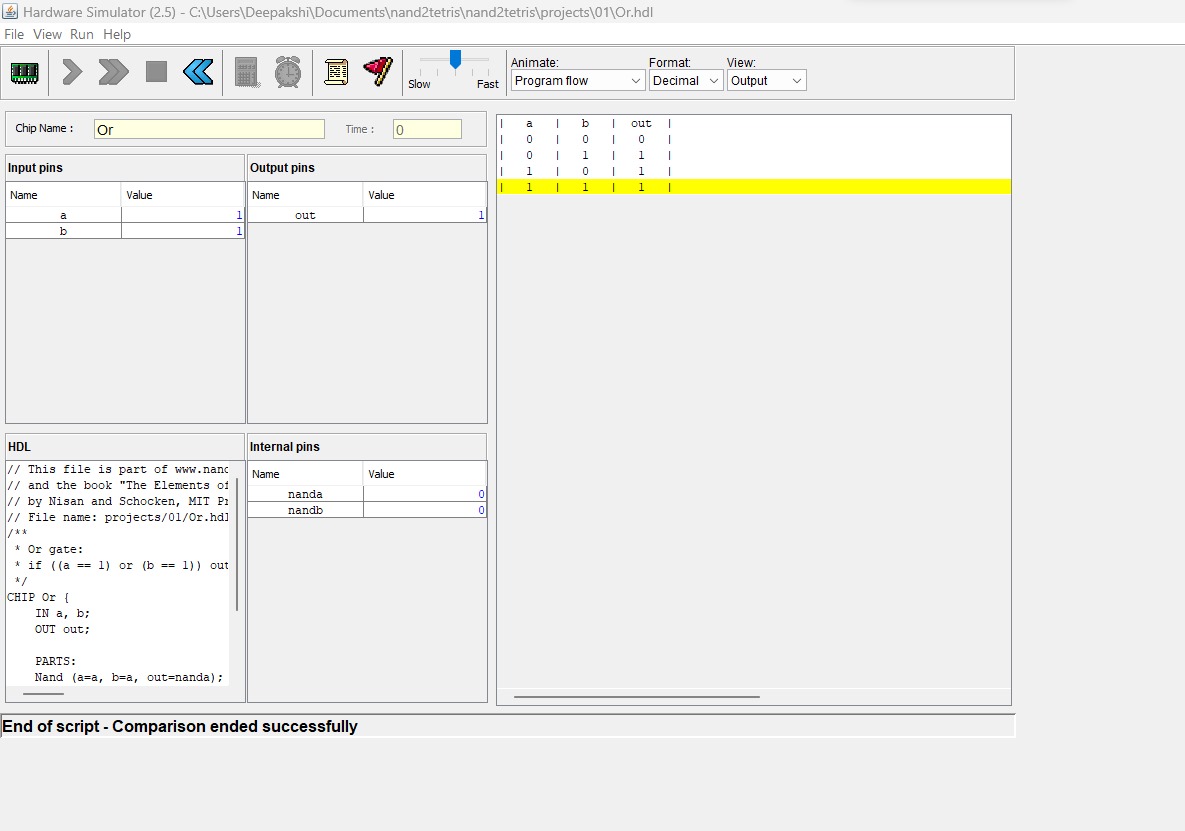 Hardware Simulator (2.5) - C:\Users\Deepakshi\Documents\nand2tetris\nand2tetris\projects\01\Or.hdl
File View Run Help
Slow Fast
Animate: Format: View:
Program flow Decimal Output
Chip Name : Or Time : 0
Input pins
Name Value
a 1
b 1
Output pins
Name Value
out 1
HDL
// This file is part of www.nand
// and the book "The Elements of
// by Nisan and Schocken, MIT Pr
// File name: projects/01/Or.hdl
/**
* Or gate:
* if ((a == 1) or (b == 1)) out
*/
CHIP Or {
IN a, b;
OUT out;
PARTS:
Nand (a=a, b=a, out=nanda);
Internal pins
Name Value
nanda 0
nandb 0
| a | b | out |
| 0 | 0 | 0 |
| 0 | 1 | 1 |
| 1 | 0 | 1 |
| 1 | 1 | 1 |
End of script - Comparison ended successfully